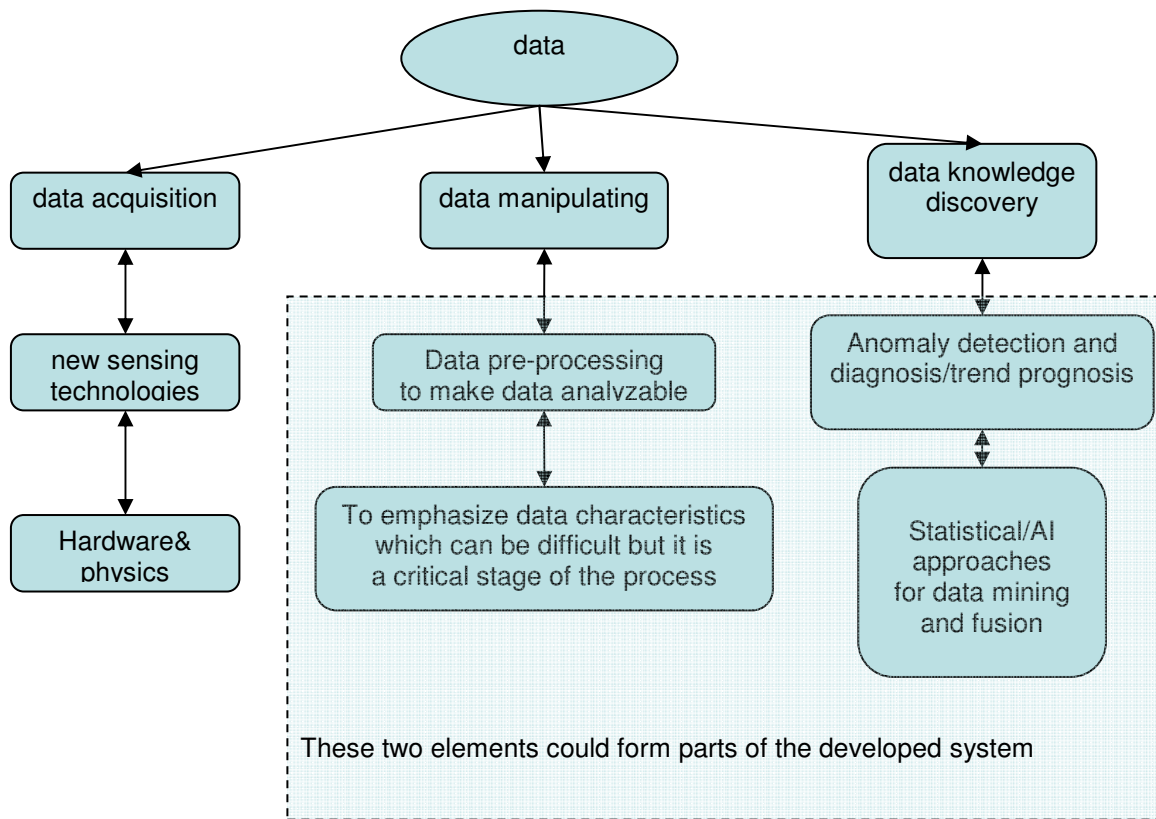 data
data acquisition
data manipulating
data knowledge
discovery
new sensing
technologies
Data pre-processing
to make data analyzable
Anomaly detection and
diagnosis/trend prognosis
Hardware&
physics
To emphasize data characteristics
which can be difficult but it is
a critical stage of the process
Statistical/AI
approaches
for data mining
and fusion
These two elements could form parts of the developed system